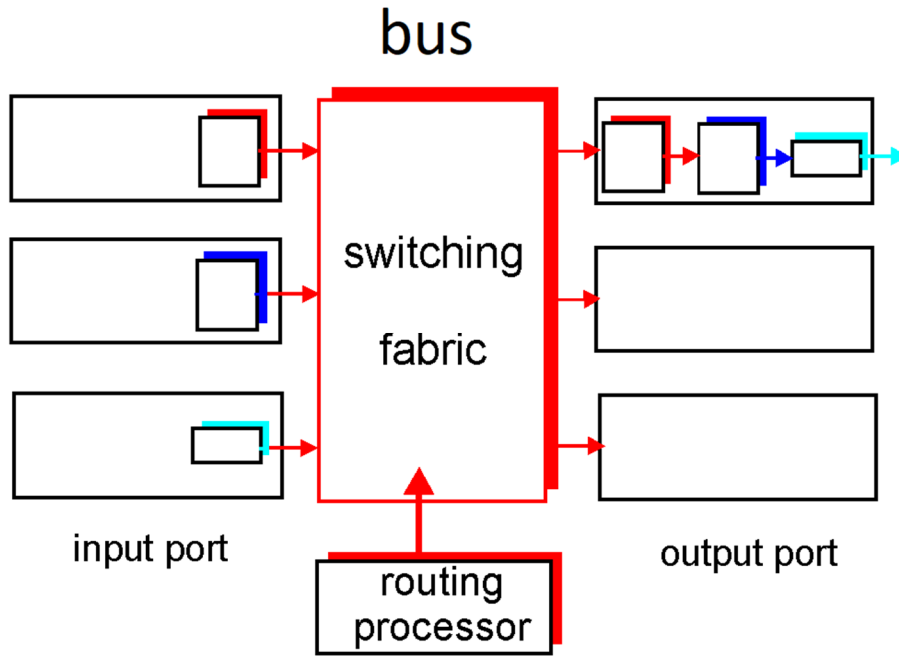 bus
switching
fabric
input port
output port
routing
processor